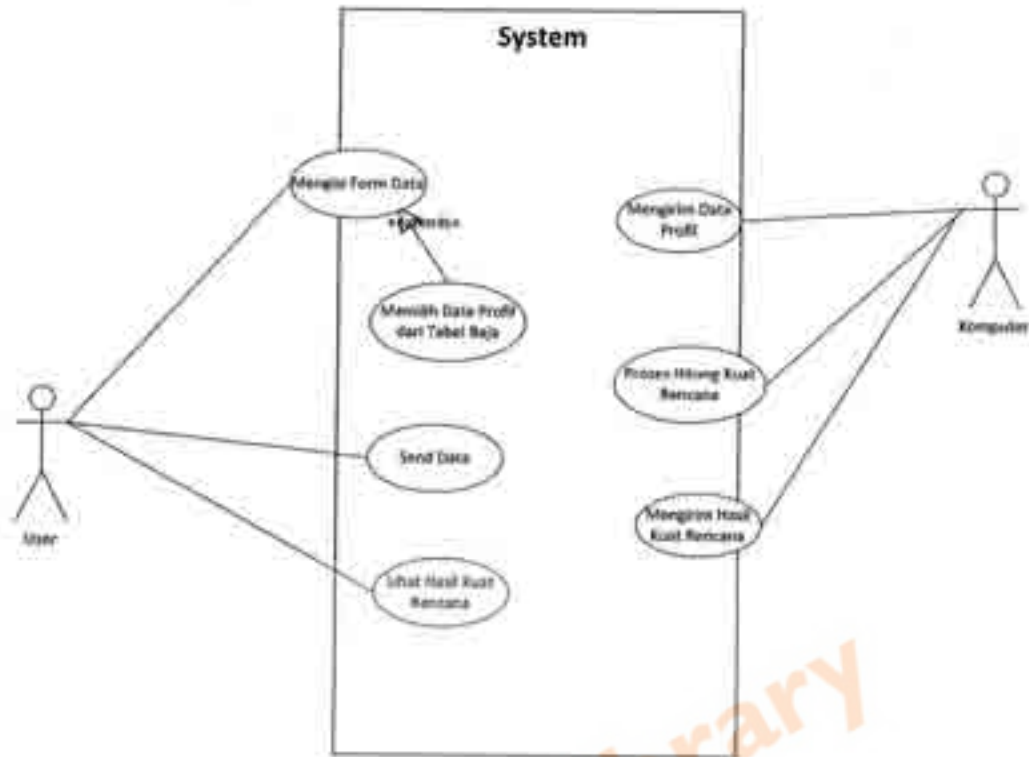 System
Mengisi Form Data
«extends»
Memilih Data Profil
dari Tabel Baja
Send Data
Lihat Hasil Kuat
Rencana
User
Mengirim Data
Profil
Proses Hitung Kuat
Rencana
Mengirim Hasil
Kuat Rencana
Komputer